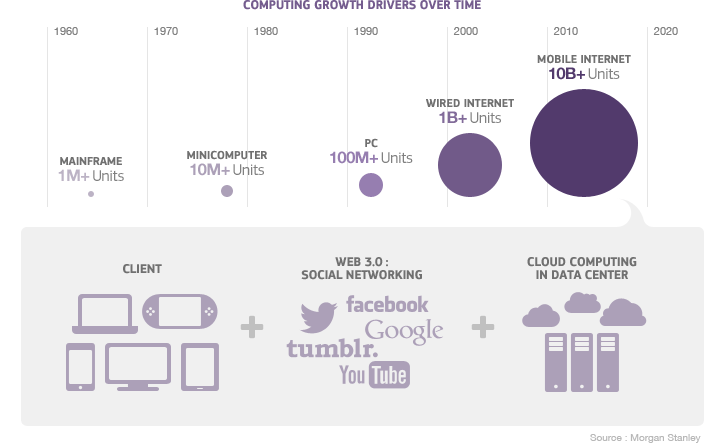 COMPUTING GROWTH DRIVERS OVER TIME
1960
1970
1980
1990
2000
2010
2020
MAINFRAME
1M+ Units
MINICOMPUTER
10M+ Units
PC
100M+ Units
WIRED INTERNET
1B+ Units
MOBILE INTERNET
10B+ Units
CLIENT
WEB 3.0 :
SOCIAL NETWORKING
facebook
Google
tumblr.
YouTube
CLOUD COMPUTING
IN DATA CENTER
Source : Morgan Stanley